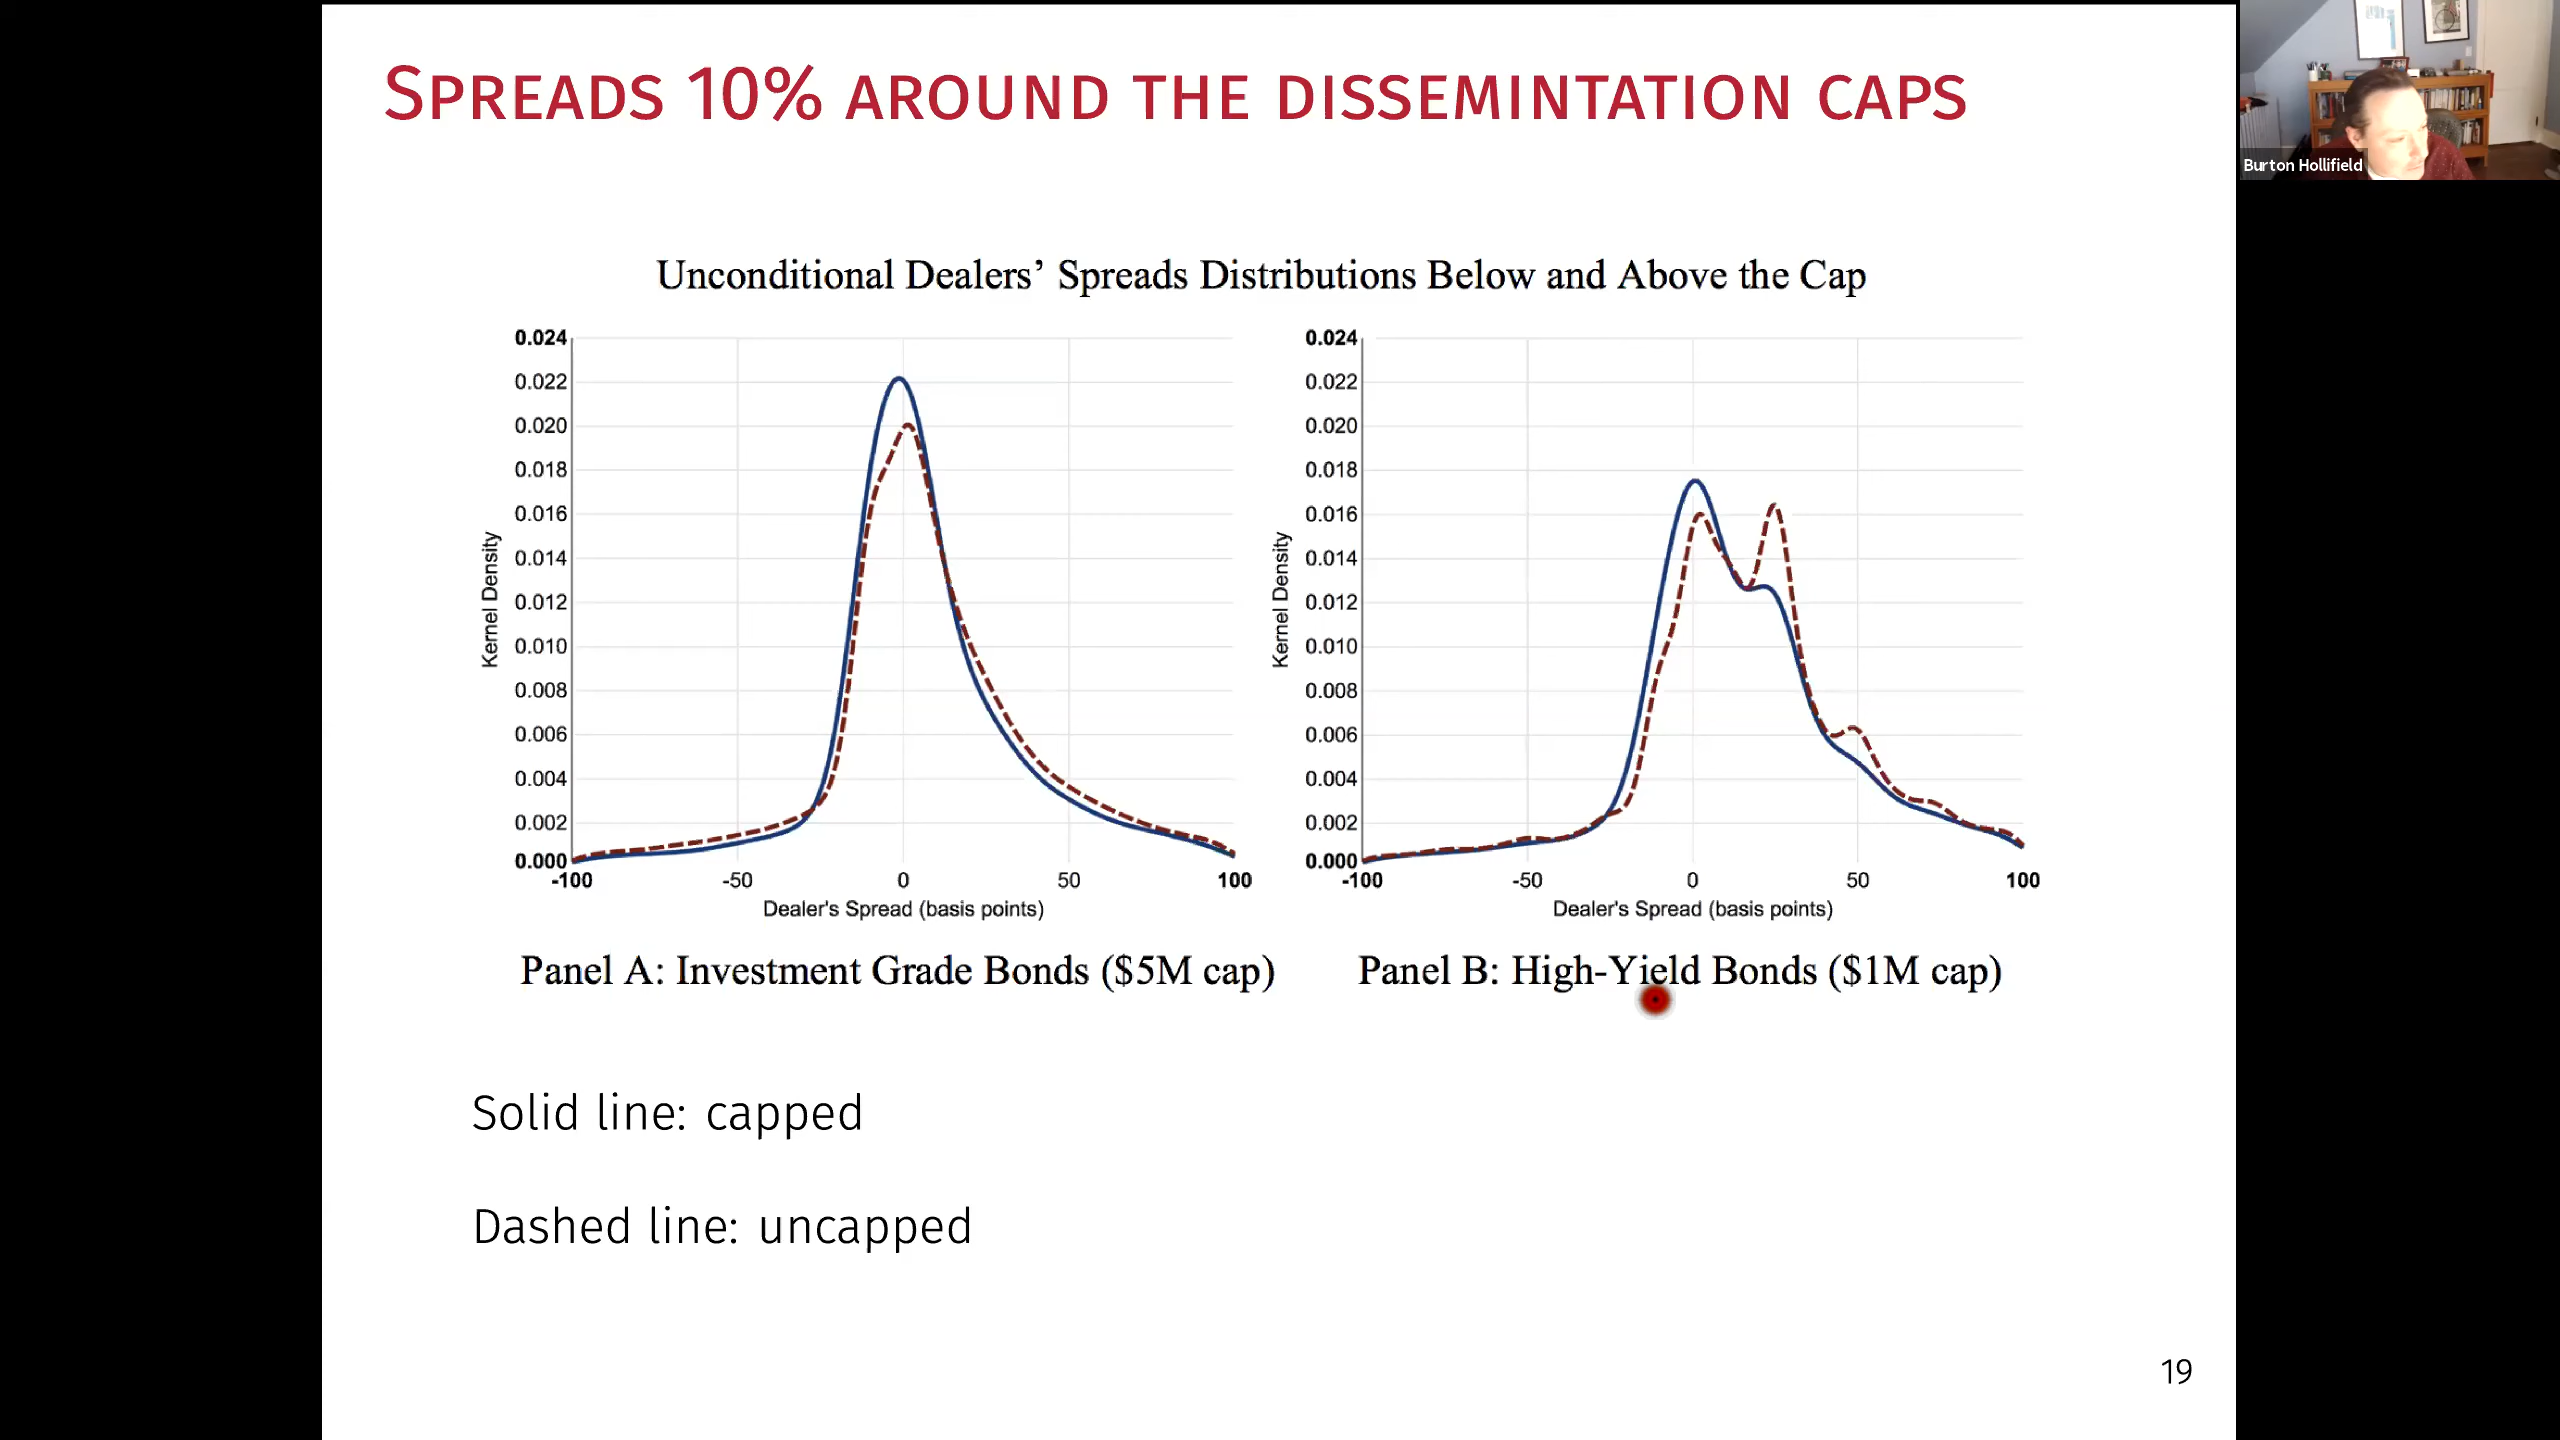 SPREADS 10% AROUND THE DISSEMINTATION CAPS
Burton Hollifield
Unconditional Dealers’ Spreads Distributions Below and Above the Cap
0.024
0.022
0.020
0.018
0.016
0.014
0.012
0.010
0.008
0.006
0.004
0.002
0.000
Kernel Density
-100 -50 0 50 100
Dealer's Spread (basis points)
Panel A: Investment Grade Bonds ($5M cap)
0.024
0.022
0.020
0.018
0.016
0.014
0.012
0.010
0.008
0.006
0.004
0.002
0.000
Kernel Density
-100 -50 0 50 100
Dealer's Spread (basis points)
Panel B: High-Yield Bonds ($1M cap)
Solid line: capped
Dashed line: uncapped
19